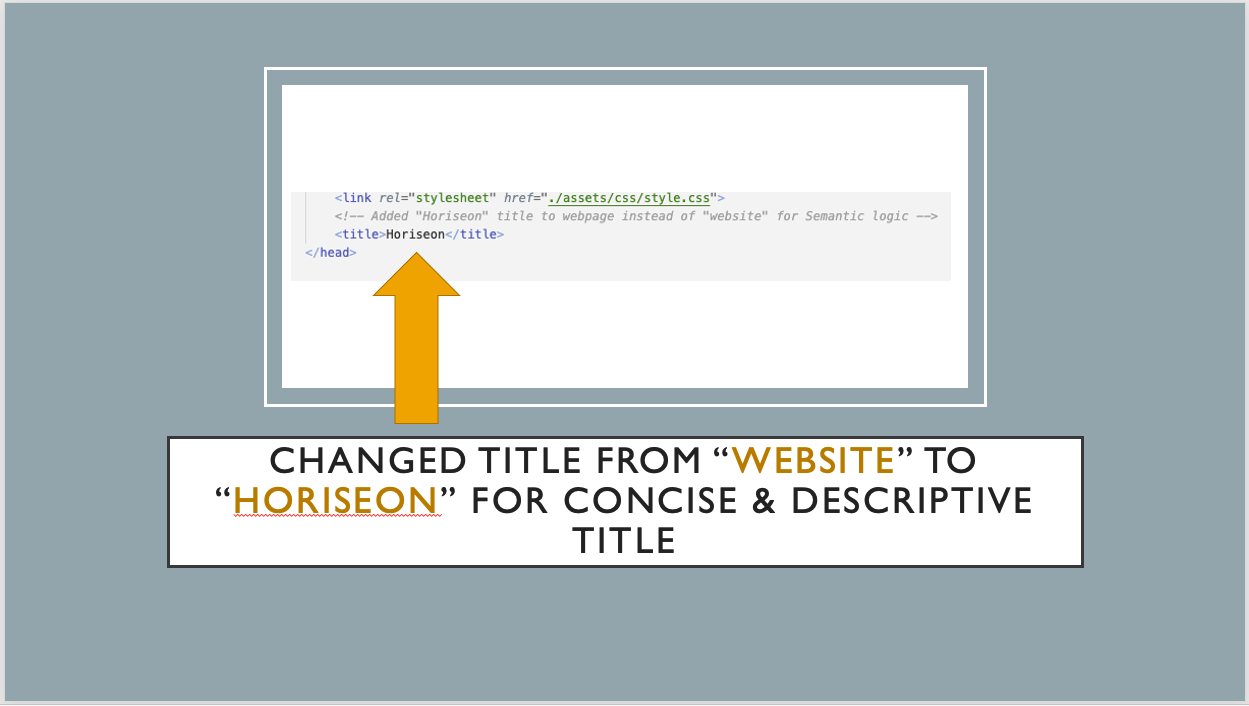 <link rel="stylesheet" href="./assets/css/style.css">
<!-- Added "Horiseon" title to webpage instead of "website" for Semantic logic -->
<title>Horiseon</title>
</head>
CHANGED TITLE FROM “WEBSITE” TO
“HORISEON” FOR CONCISE & DESCRIPTIVE
TITLE